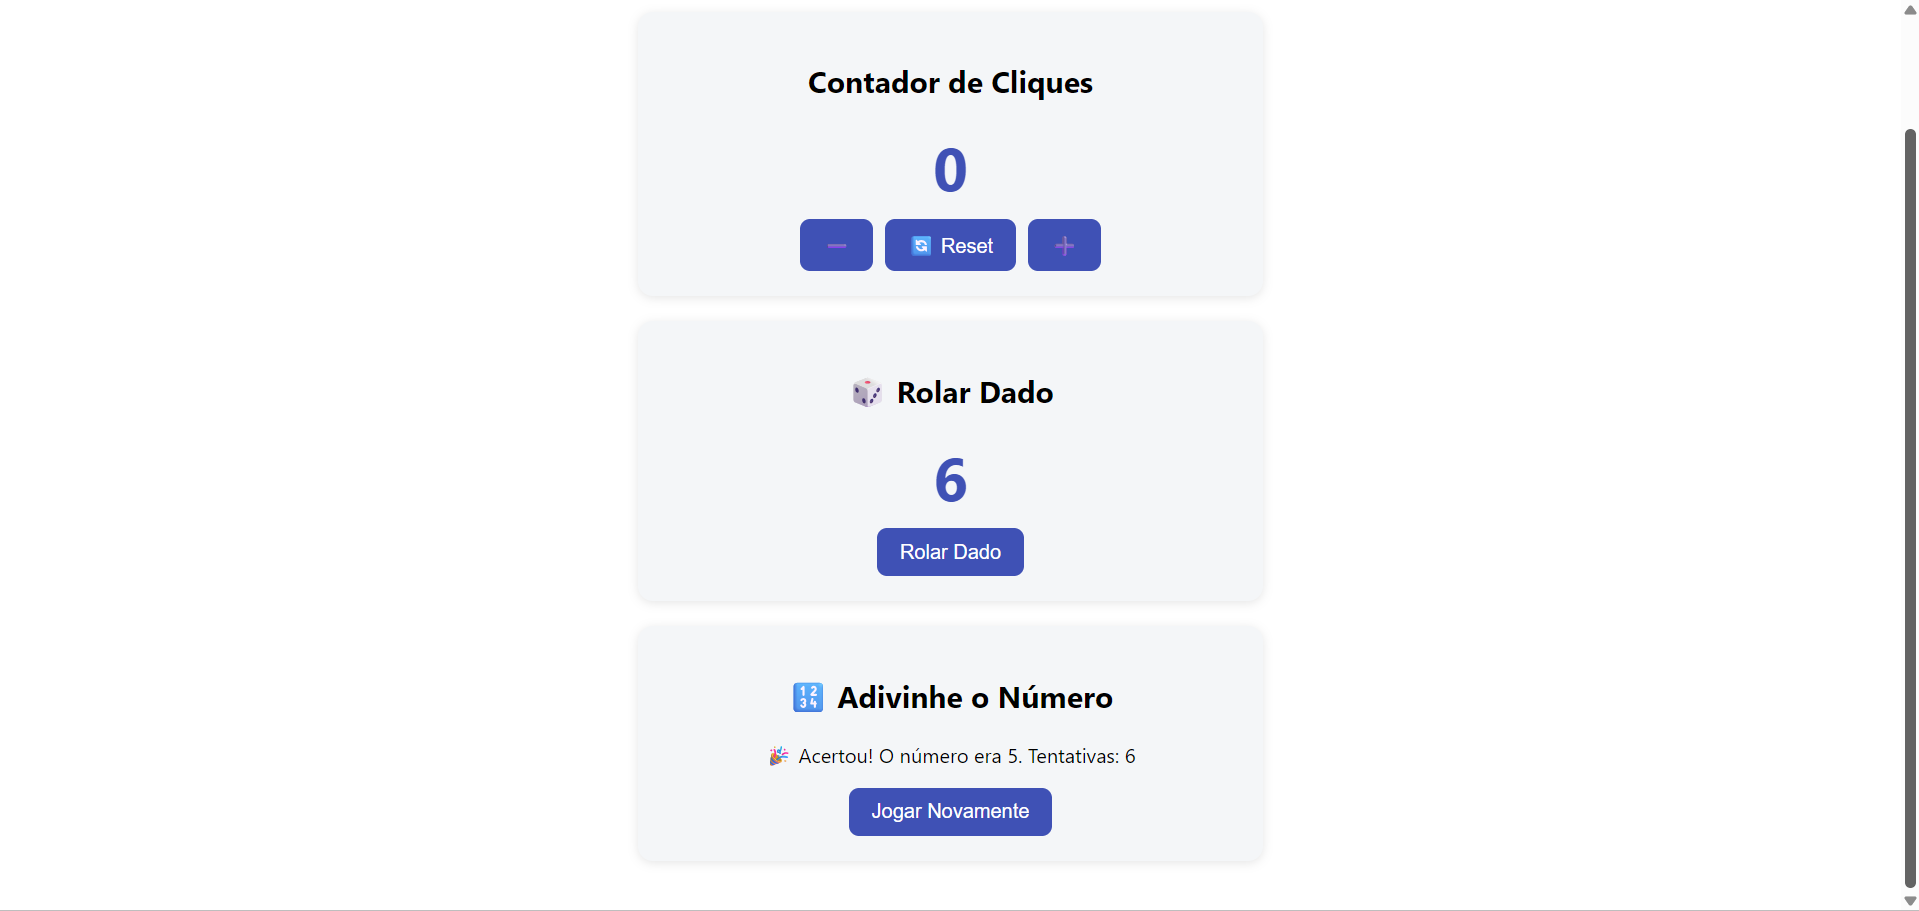 Contador de Cliques
0
➖ 🔄 Reset ➕
🎲 Rolar Dado
6
Rolar Dado
🔢 Adivinhe o Número
🎉 Acertou! O número era 5. Tentativas: 6
Jogar Novamente